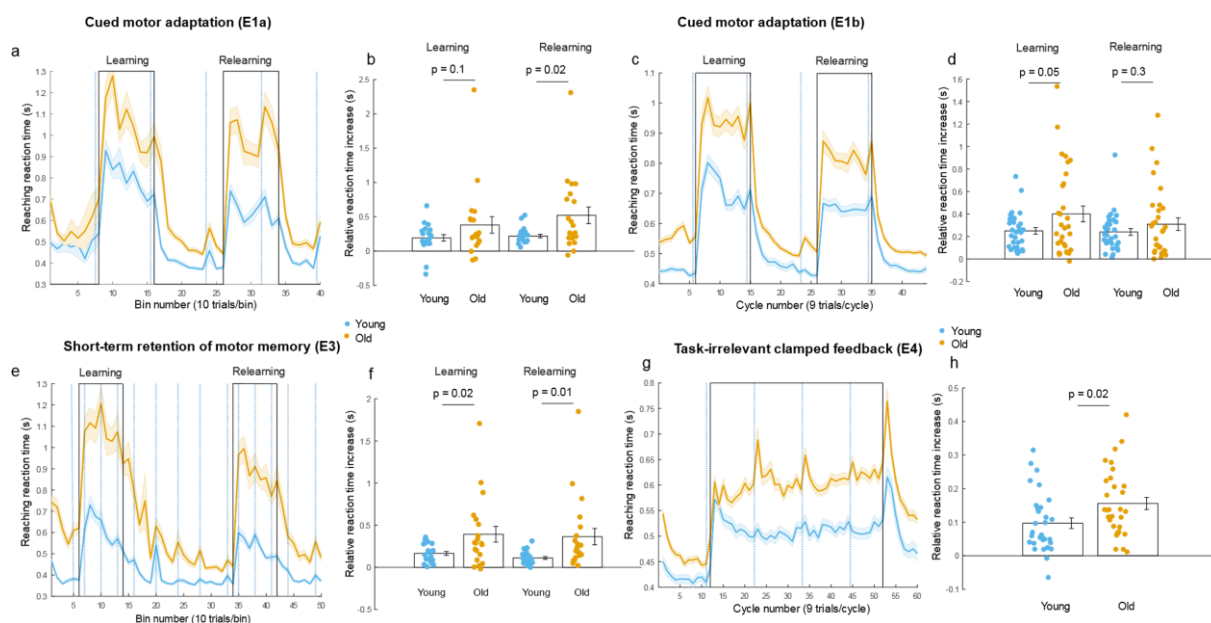 Cued motor adaptation (E1a)
Cued motor adaptation (E1b)
a
Learning
Relearning
Reaching reaction time (s)
1.3
1.2
1.1
1
0.9
0.8
0.7
0.6
0.5
0.4
0.3
5 10 15 20 25 30 35 40
Bin number (10 trials/bin)
b
Learning
Relearning
p = 0.1
p = 0.02
Relative reaction time increase (s)
2.5
2
1.5
1
0.5
0
-0.5
Young Old Young Old
c
Learning
Relearning
Reaching reaction time (s)
1.1
1
0.9
0.8
0.7
0.6
0.5
0.4
5 10 15 20 25 30 35 40
Cycle number (9 trials/cycle)
d
Learning
Relearning
p = 0.05
p = 0.3
Relative reaction time increase (s)
1.6
1.4
1.2
1.0
0.8
0.6
0.4
0.2
0
-0.2
Young Old Young Old
Young
Old
Young
Old
Short-term retention of motor memory (E3)
Task-irrelevant clamped feedback (E4)
e
Learning
Relearning
Reaching reaction time (s)
1.3
1.2
1.1
1
0.9
0.8
0.7
0.6
0.5
0.4
0.3
5 10 15 20 25 30 35 40 45 50
Bin number (10 trials/bin)
f
Learning
Relearning
p = 0.02
p = 0.01
Relative reaction time increase (s)
2
1.5
1
0.5
0
-0.5
Young Old Young Old
g
Reaching reaction time (s)
0.8
0.7
0.6
0.5
0.4
5 10 15 20 25 30 35 40 45 50 55 60
Cycle number (9 trials/cycle)
h
p = 0.02
Relative reaction time increase (s)
0.5
0.4
0.3
0.2
0.1
0
-0.1
Young Old